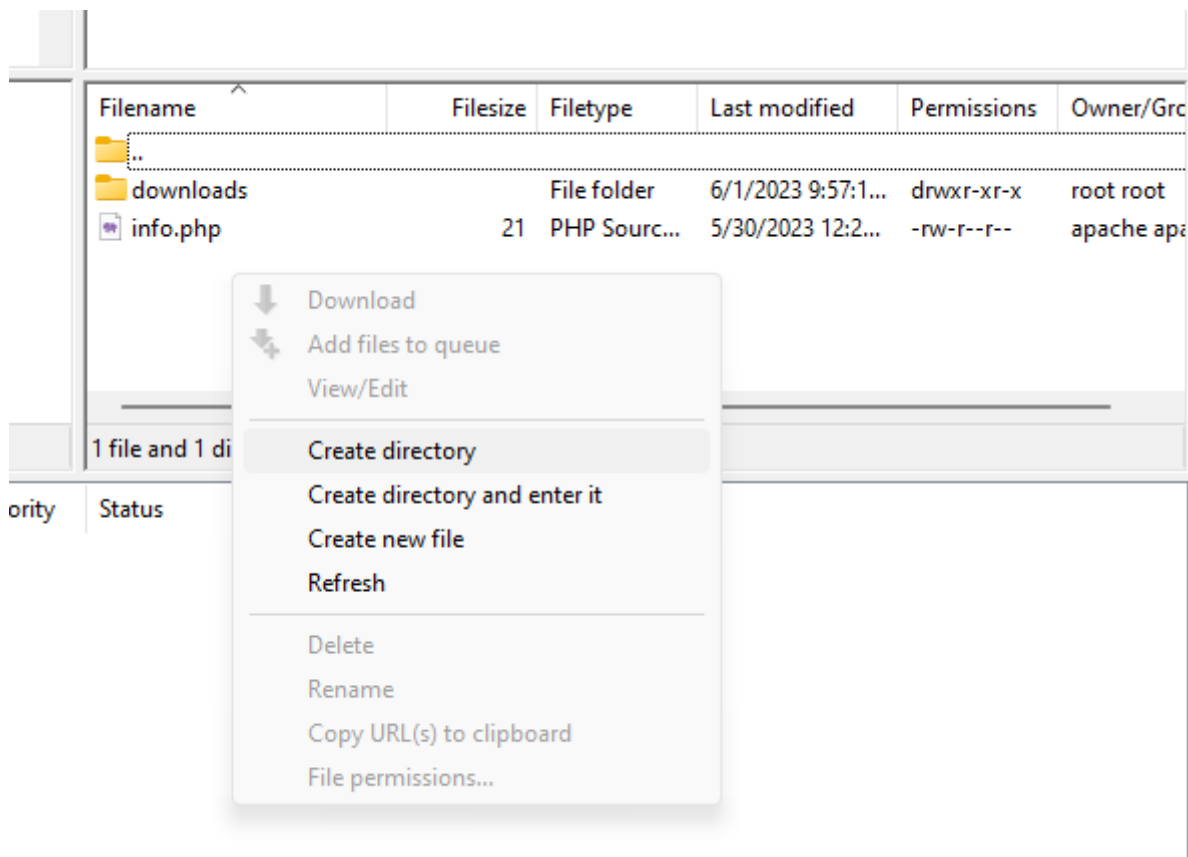 Filename Filesize Filetype Last modified Permissions Owner/Grc
..
downloads File folder 6/1/2023 9:57:1... drwxr-xr-x root root
info.php 21 PHP Sourc... 5/30/2023 12:2... -rw-r--r-- apache apa
Download
Add files to queue
View/Edit
1 file and 1 di
Create directory
Create directory and enter it
ority Status
Create new file
Refresh
Delete
Rename
Copy URL(s) to clipboard
File permissions...